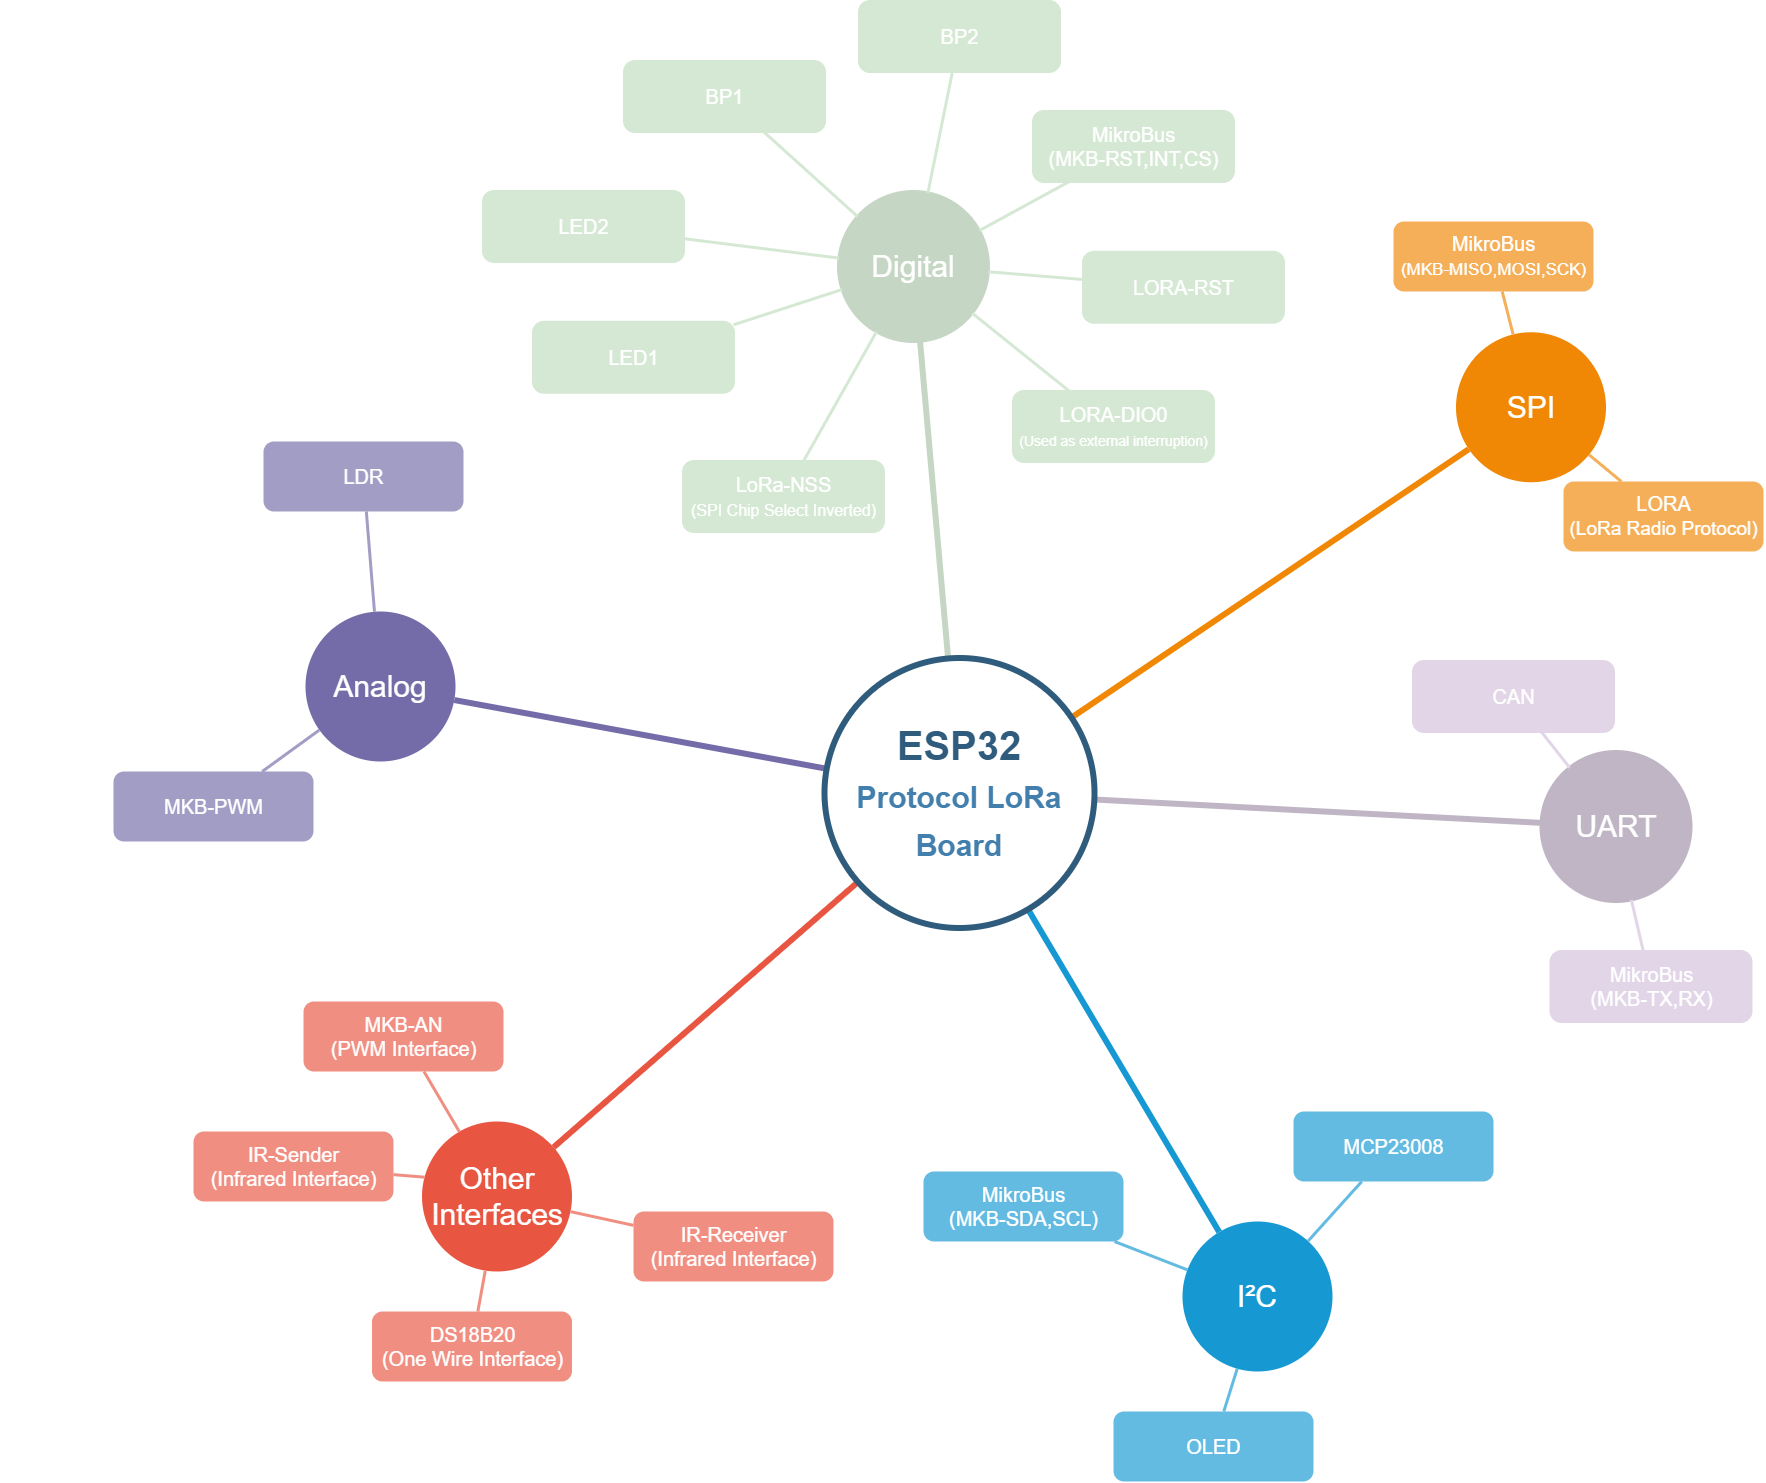 BP2
BP1
MikroBus
(MKB-RST,INT,CS)
LED2
Digital
LORA-RST
LED1
LORA-DIO0
(Used as external interruption)
LoRa-NSS
(SPI Chip Select Inverted)
MikroBus
(MKB-MISO,MOSI,SCK)
SPI
LORA
(LoRa Radio Protocol)
LDR
Analog
MKB-PWM
ESP32
Protocol LoRa
Board
CAN
UART
MikroBus
(MKB-TX,RX)
MKB-AN
(PWM Interface)
IR-Sender
(Infrared Interface)
Other
Interfaces
IR-Receiver
(Infrared Interface)
DS18B20
(One Wire Interface)
MCP23008
MikroBus
(MKB-SDA,SCL)
I²C
OLED